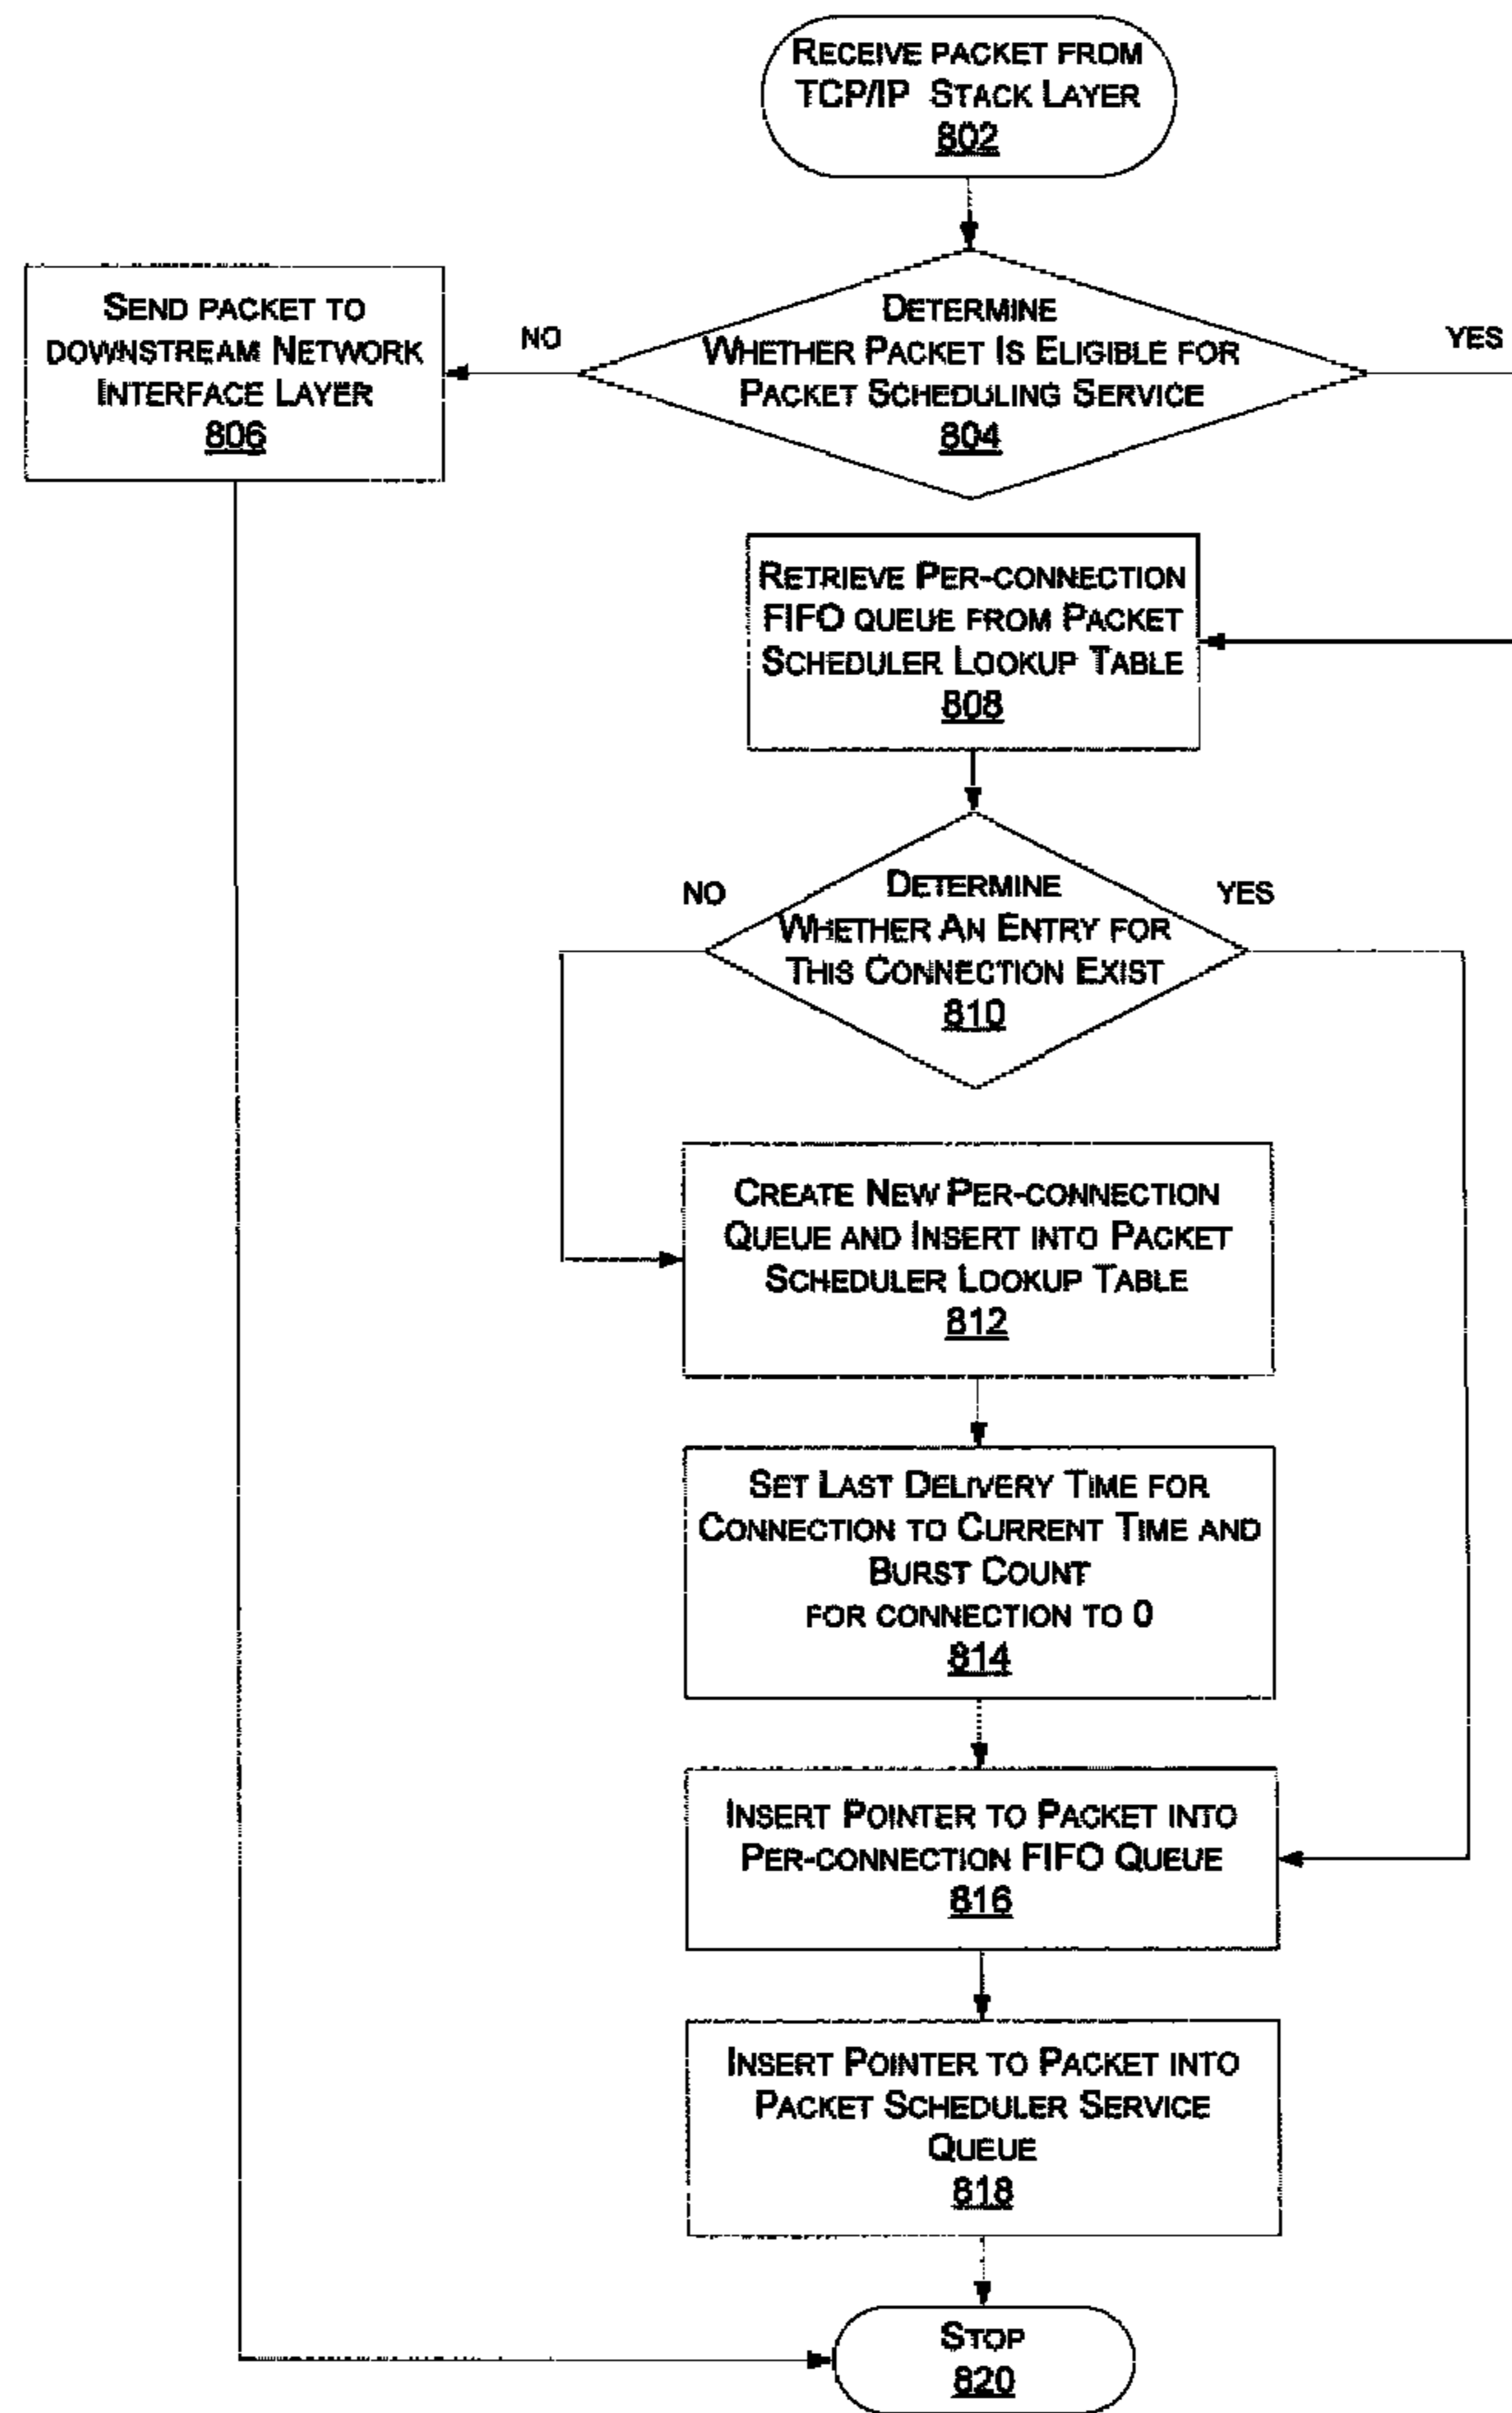 RECEIVE PACKET FROM
TCP/IP STACK LAYER
802
DETERMINE
WHETHER PACKET IS ELIGIBLE FOR
PACKET SCHEDULING SERVICE
804
NO
YES
SEND PACKET TO
DOWNSTREAM NETWORK
INTERFACE LAYER
806
RETRIEVE PER-CONNECTION
FIFO QUEUE FROM PACKET
SCHEDULER LOOKUP TABLE
808
DETERMINE
WHETHER AN ENTRY FOR
THIS CONNECTION EXIST
810
NO
YES
CREATE NEW PER-CONNECTION
QUEUE AND INSERT INTO PACKET
SCHEDULER LOOKUP TABLE
812
SET LAST DELIVERY TIME FOR
CONNECTION TO CURRENT TIME AND
BURST COUNT
FOR CONNECTION TO 0
814
INSERT POINTER TO PACKET INTO
PER-CONNECTION FIFO QUEUE
816
INSERT POINTER TO PACKET INTO
PACKET SCHEDULER SERVICE
QUEUE
818
STOP
820